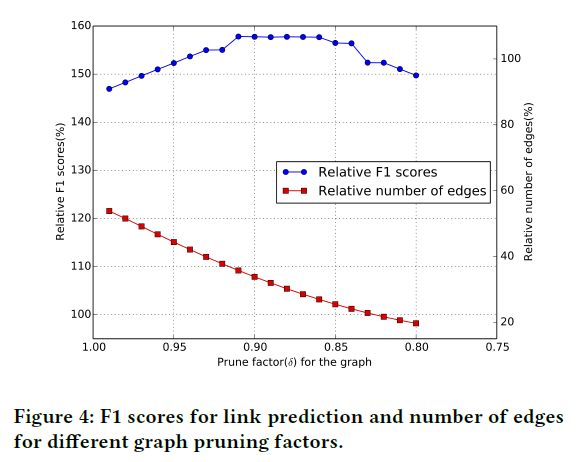 160
150
140
130
120
110
100
Relative F1 scores(%)
100
80
60
40
20
Relative number of edges(%)
Relative F1 scores
Relative number of edges
1.00 0.95 0.90 0.85 0.80 0.75
Prune factor(δ) for the graph
Figure 4: F1 scores for link prediction and number of edges
for different graph pruning factors.